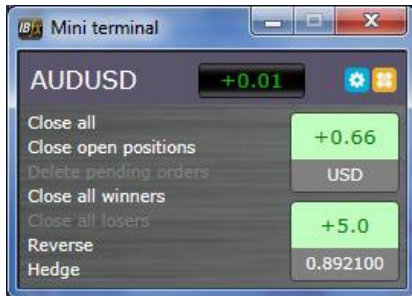 IBfx Mini terminal
AUDUSD +0.01
Close all
Close open positions
Delete pending orders
Close all winners
Close all losers
Reverse
Hedge
+0.66
USD
+5.0
0.892100